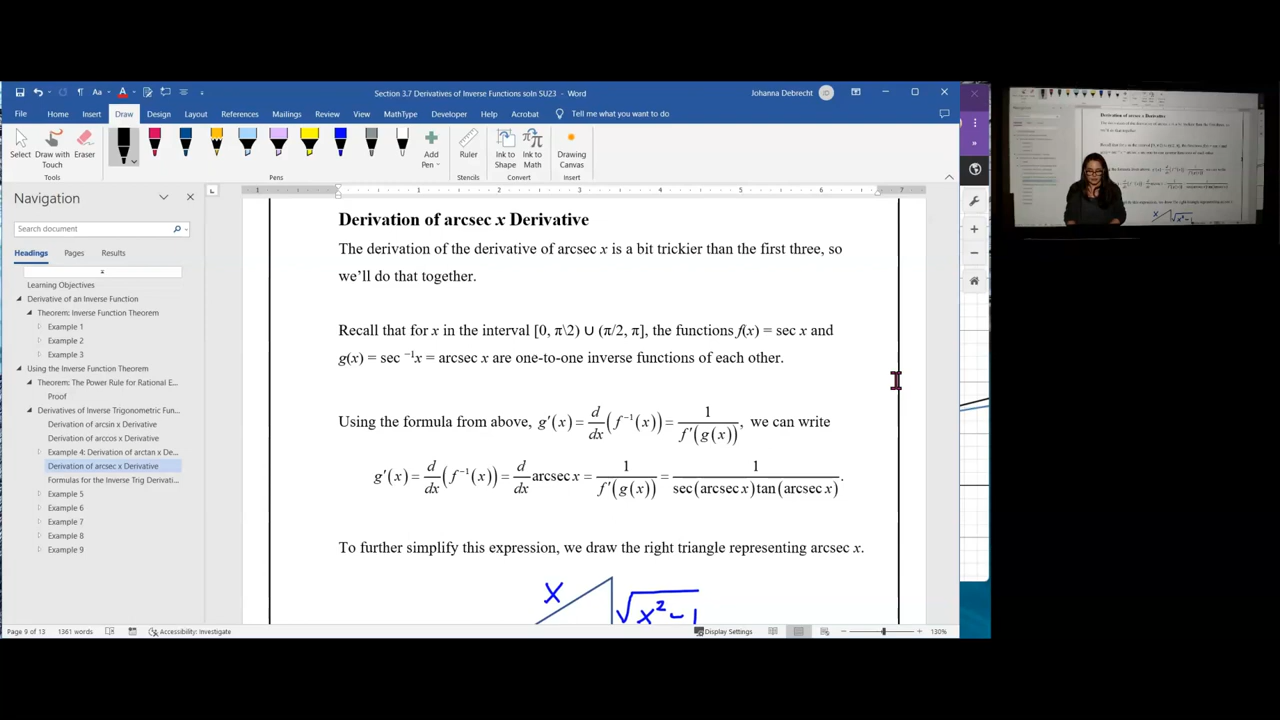 Section 3.7 Derivatives of Inverse Functions soln SU23 - Word
Johanna Debrecht
JD
File Home Insert Draw Design Layout References Mailings Review View MathType Developer Help Acrobat Tell me what you want to do
Select
Draw with Touch
Eraser
Add Pen
Ruler
Ink to Shape
Ink to Math
Drawing Canvas
Tools Pens Stencils Convert Insert
Navigation
Search document
Headings Pages Results
Learning Objectives
Derivative of an Inverse Function
Theorem: Inverse Function Theorem
Example 1
Example 2
Example 3
Using the Inverse Function Theorem
Theorem: The Power Rule for Rational E...
Proof
Derivatives of Inverse Trigonometric Fun...
Derivation of arcsin x Derivative
Derivation of arccos x Derivative
Example 4: Derivation of arctan x De...
Derivation of arcsec x Derivative
Formulas for the Inverse Trig Derivati...
Example 5
Example 6
Example 7
Example 8
Example 9
1 1 2 3 4 5 6 7
Derivation of arcsec x Derivative
The derivation of the derivative of arcsec x is a bit trickier than the first three, so
we'll do that together.
Recall that for x in the interval [0, π\2) ∪ (π/2, π], the functions f(x) = sec x and
g(x) = sec ⁻¹x = arcsec x are one-to-one inverse functions of each other.
Using the formula from above, g′(x) = d/dx (f⁻¹(x)) = 1/f′(g(x)), we can write
g′(x) = d/dx (f⁻¹(x)) = d/dx arcsec x = 1/f′(g(x)) = 1/sec(arcsec x)tan(arcsec x).
To further simplify this expression, we draw the right triangle representing arcsec x.
x √x²-1
Page 9 of 13 1361 words Accessibility: Investigate Display Settings 130%